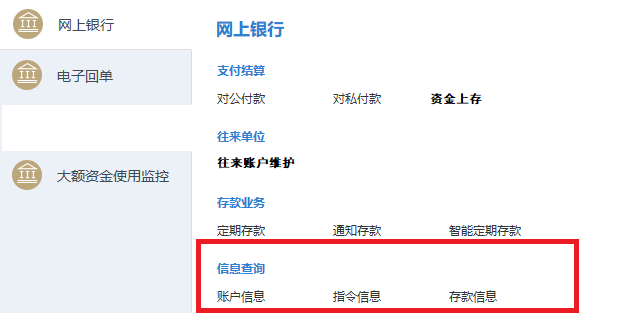 网上银行
电子回单
大额资金使用监控
网上银行
支付结算
对公付款 对私付款 资金上存
往来单位
往来账户维护
存款业务
定期存款 通知存款 智能定期存款
信息查询
账户信息 指令信息 存款信息